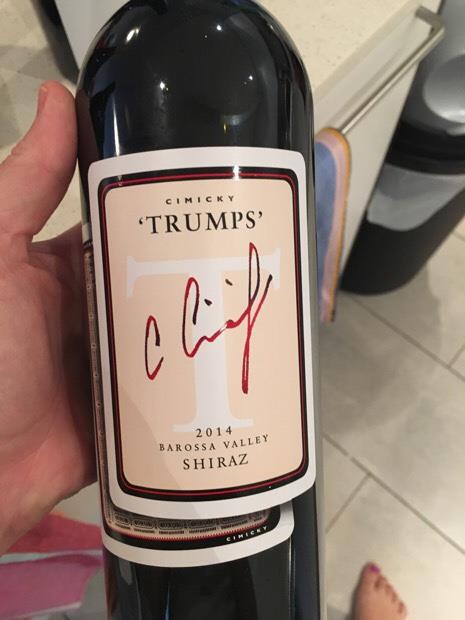 CIMICKY
'TRUMPS'
T
2014
BAROSSA VALLEY
SHIRAZ
CIMICKY